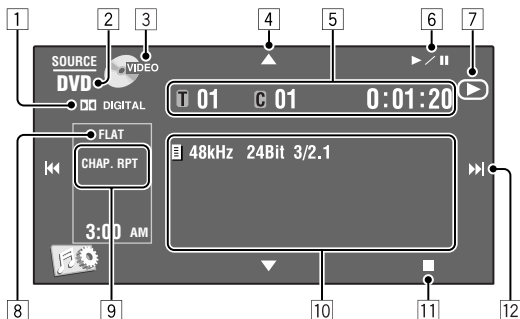 1 2 3 4 5 6 7
SOURCE
DVD
VIDEO
DIGITAL
T 01 C 01 0:01:20
FLAT
CHAP. RPT
48kHz 24Bit 3/2.1
3:00 AM
8 9 10 11 12